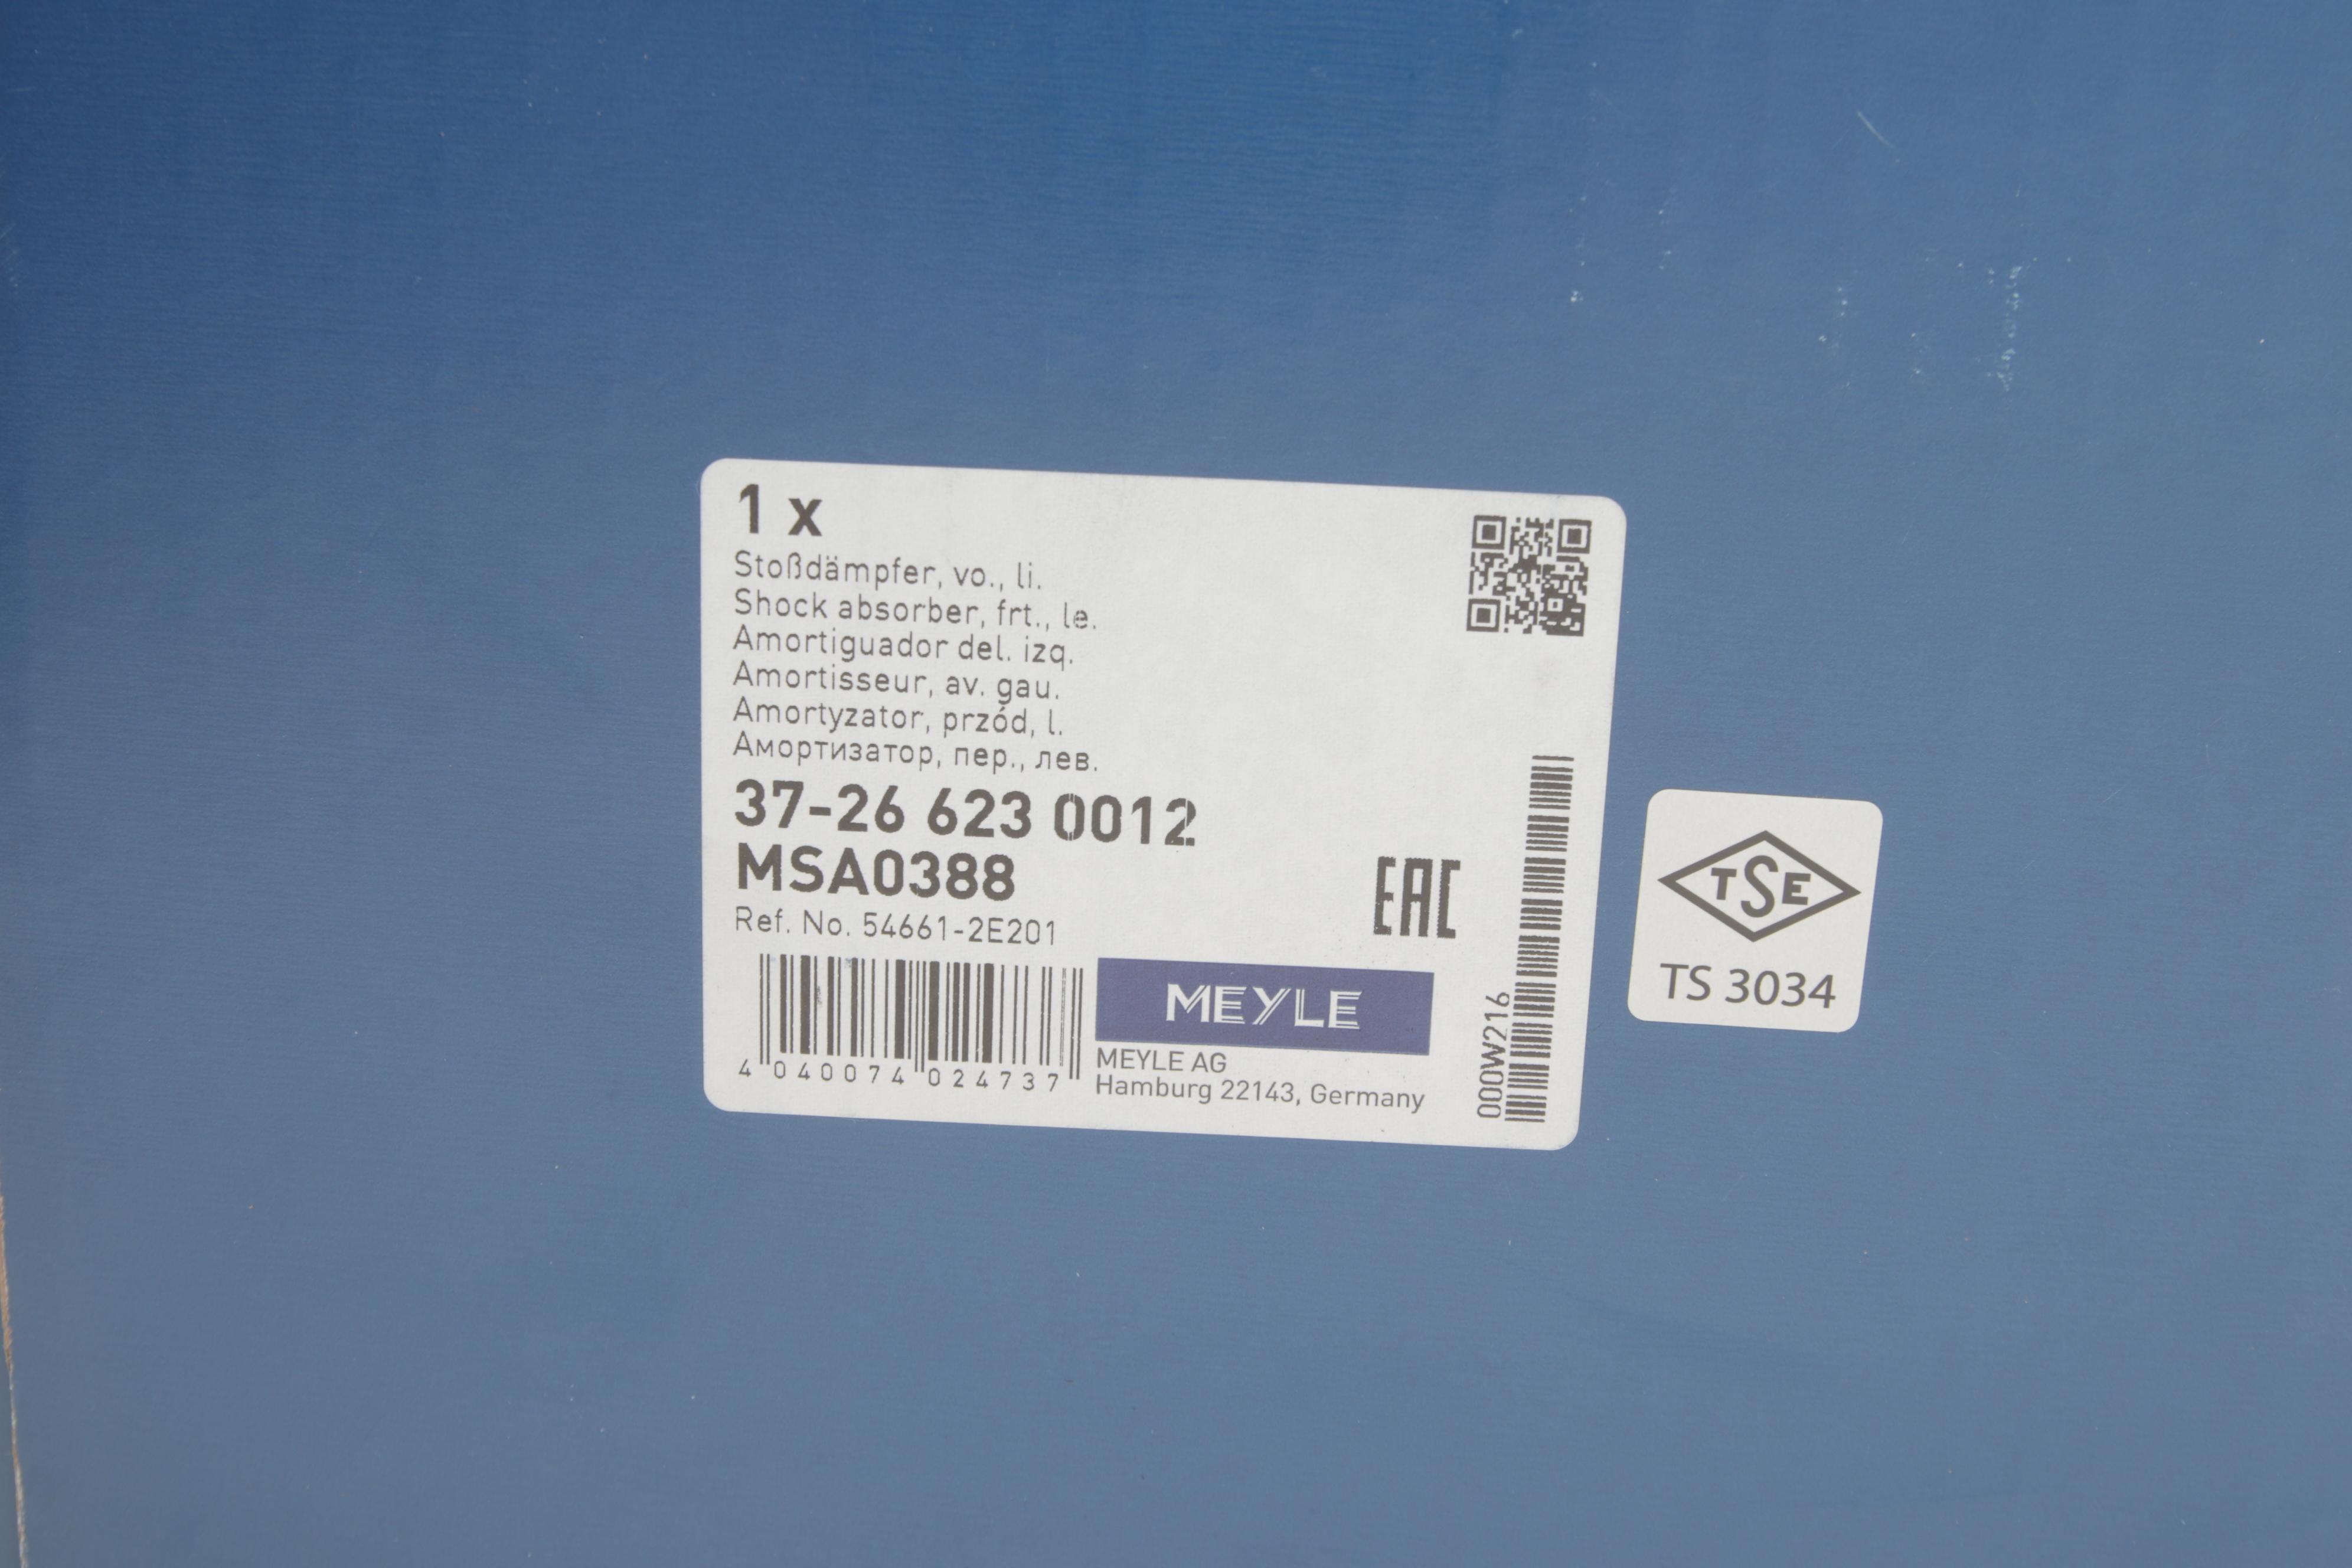 1 x
Stoßdämpfer, vo., li.
Shock absorber, frt., le.
Amortiguador del. izq.
Amortisseur, av. gau.
Amortyzator, przód, l.
Амортизатор, пер., лев.
37-26 623 0012
MSA0388
Ref. No. 54661-2E201
EAC
4 040074 024737
MEYLE
MEYLE AG
Hamburg 22143, Germany
000W216
TSE
TS 3034